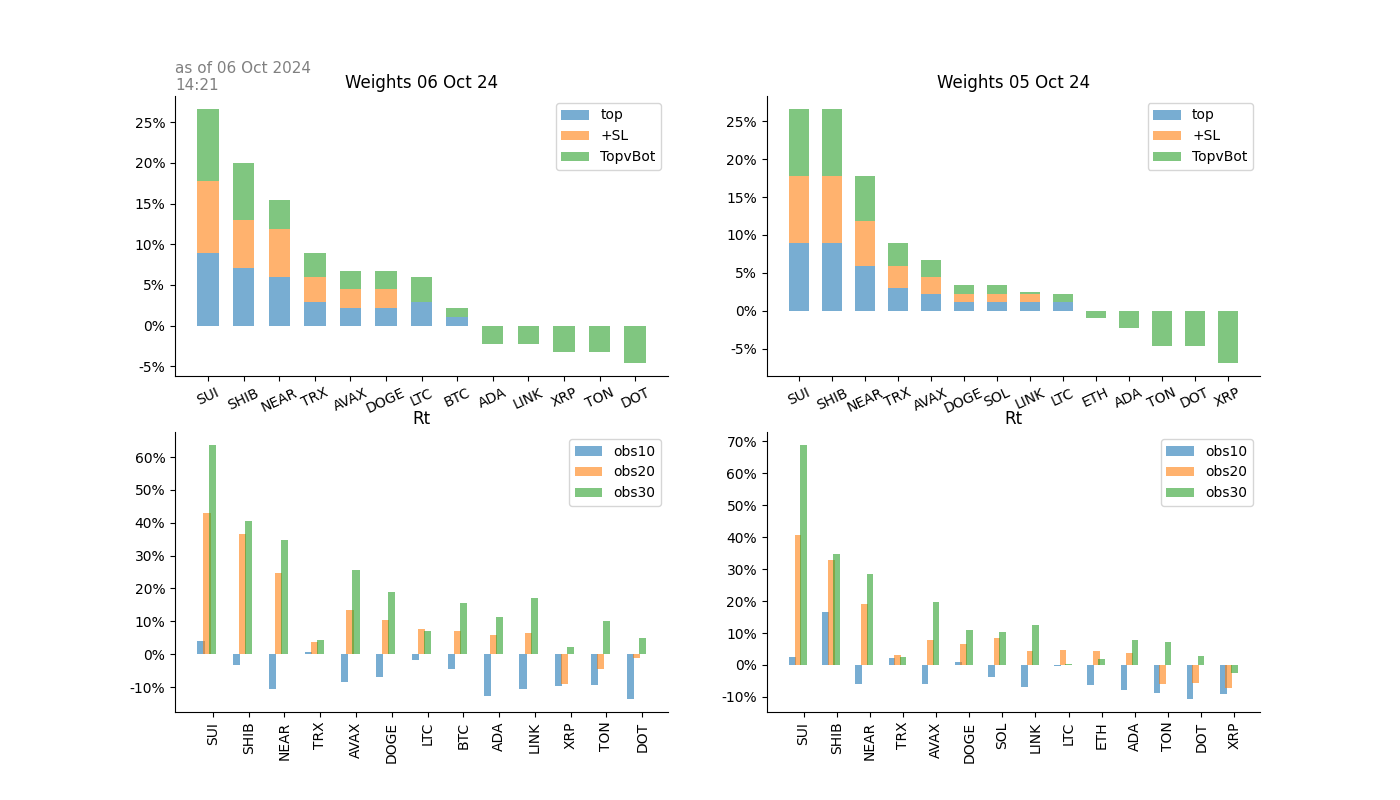 as of 06 Oct 2024
14:21
Weights 06 Oct 24
25%
20%
15%
10%
5%
0%
-5%
top
+SL
TopvBot
SUI SHIB NEAR TRX AVAX DOGE LTC BTC ADA LINK XRP TON DOT
Weights 05 Oct 24
25%
20%
15%
10%
5%
0%
-5%
top
+SL
TopvBot
SUI SHIB NEAR TRX AVAX DOGE SOL LINK LTC ETH ADA TON DOT XRP
Rt
60%
50%
40%
30%
20%
10%
0%
-10%
obs10
obs20
obs30
SUI SHIB NEAR TRX AVAX DOGE LTC BTC ADA LINK XRP TON DOT
Rt
70%
60%
50%
40%
30%
20%
10%
0%
-10%
obs10
obs20
obs30
SUI SHIB NEAR TRX AVAX DOGE SOL LINK LTC ETH ADA TON DOT XRP